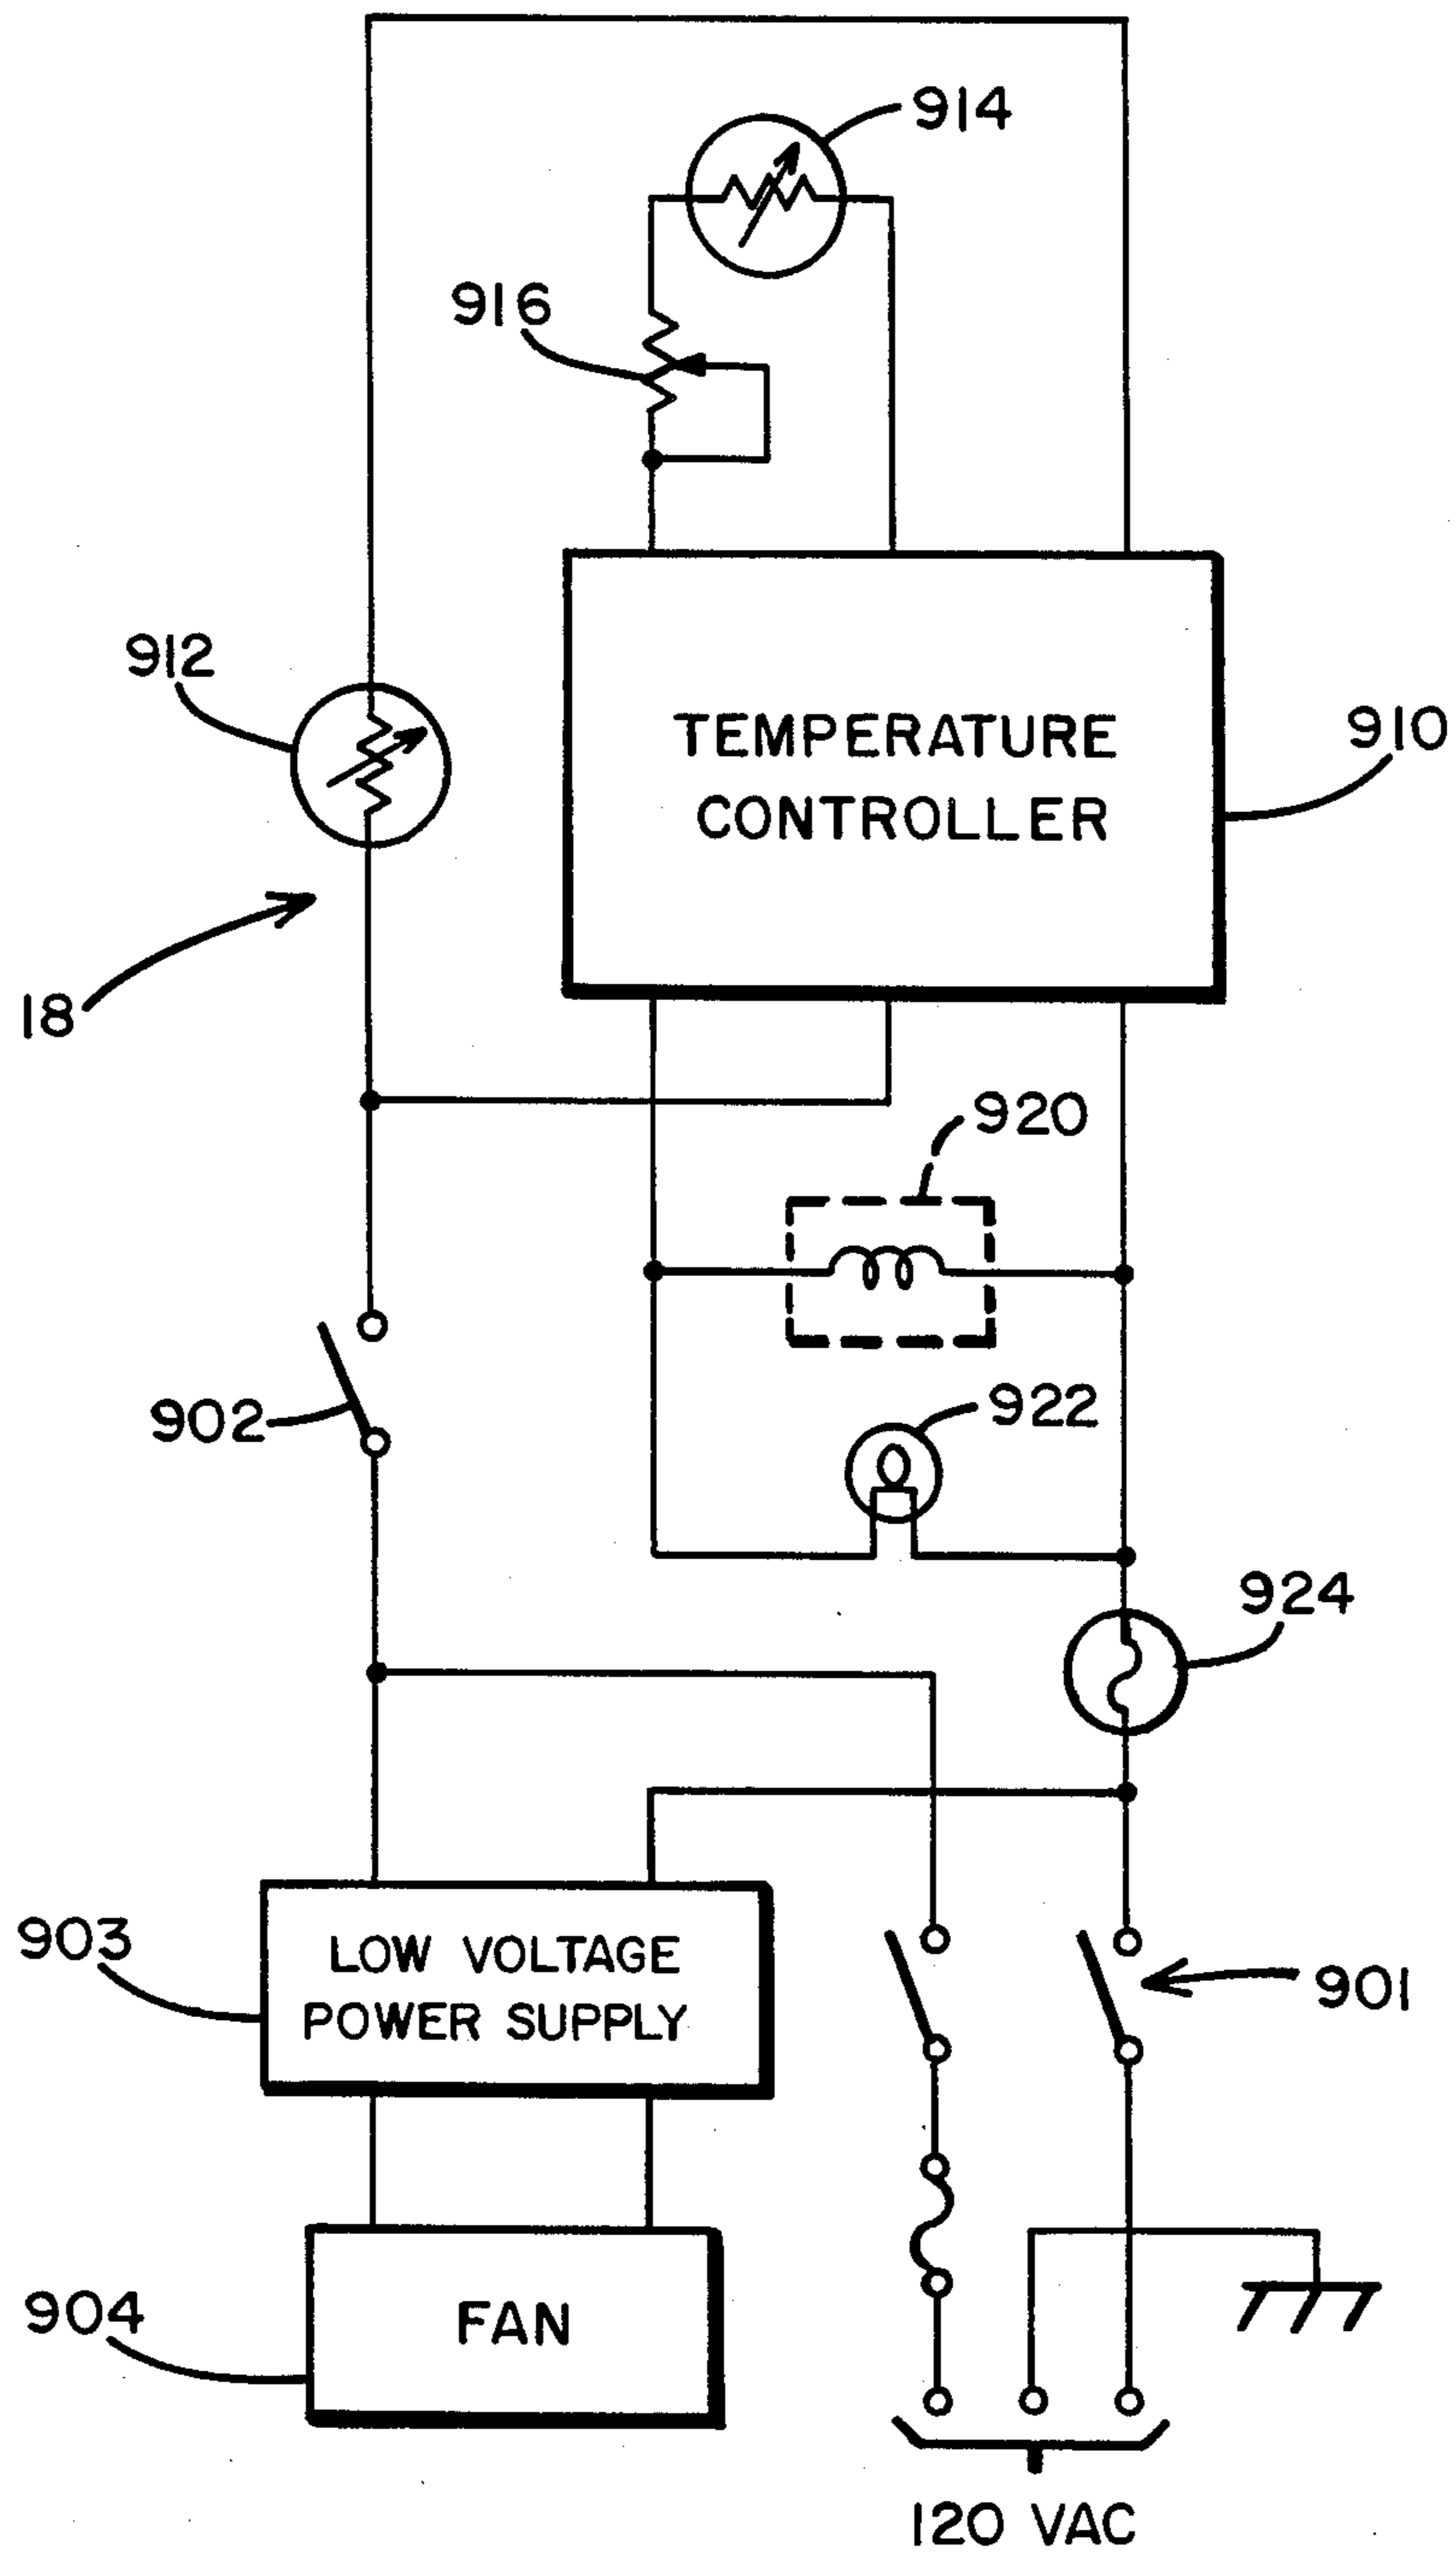 914
916
912
TEMPERATURE
CONTROLLER
910
18
920
902
922
924
903
LOW VOLTAGE
POWER SUPPLY
901
904
FAN
120 VAC